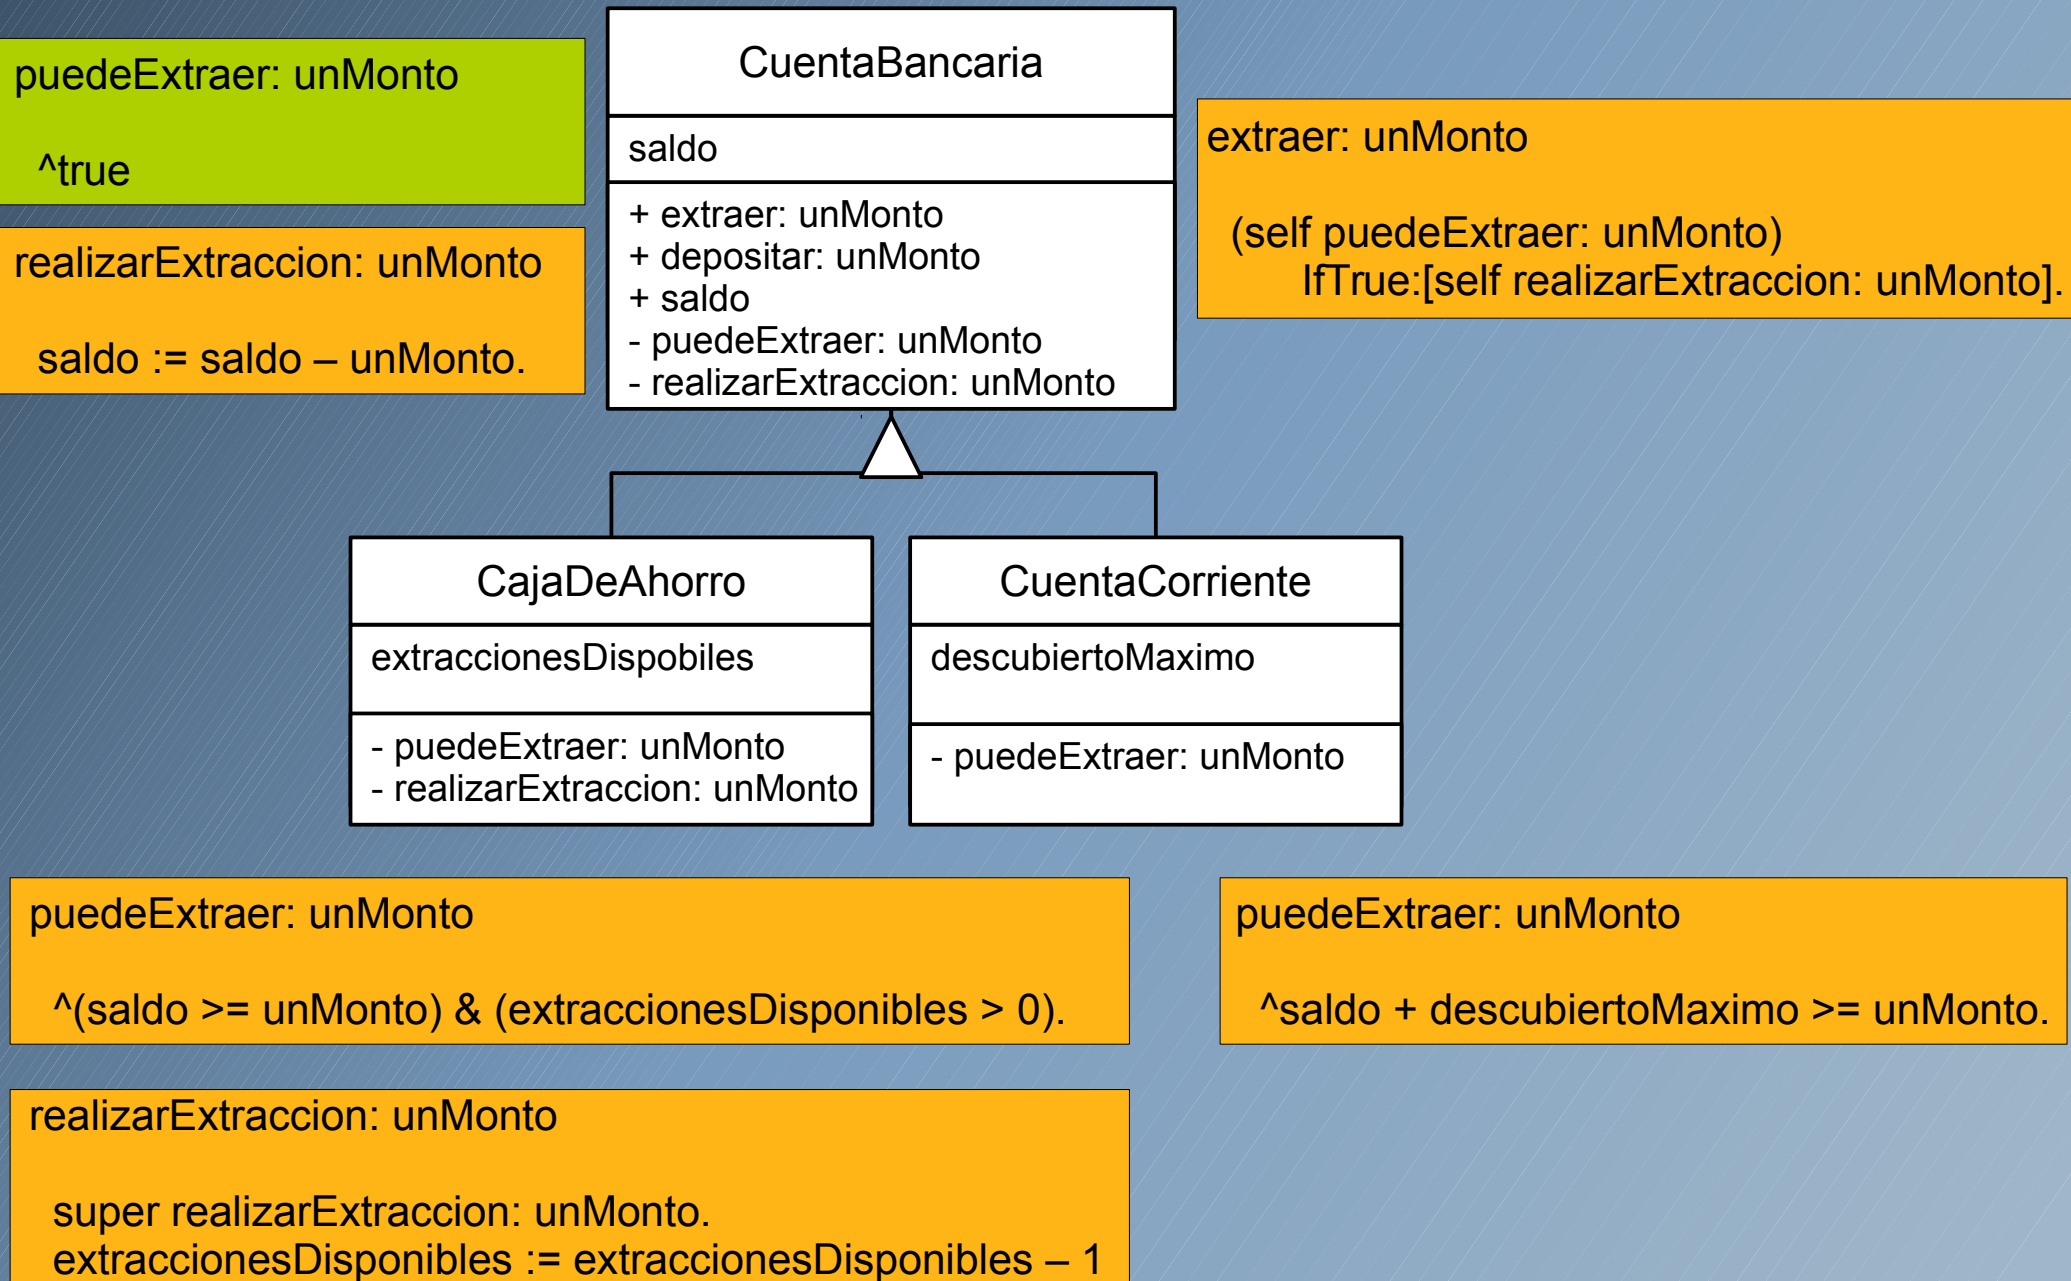 puedeExtraer: unMonto
^true
realizarExtraccion: unMonto
saldo := saldo – unMonto.
CuentaBancaria
saldo
+ extraer: unMonto
+ depositar: unMonto
+ saldo
- puedeExtraer: unMonto
- realizarExtraccion: unMonto
extraer: unMonto
(self puedeExtraer: unMonto)
IfTrue:[self realizarExtraccion: unMonto].
CajaDeAhorro
extraccionesDispobiles
- puedeExtraer: unMonto
- realizarExtraccion: unMonto
CuentaCorriente
descubiertoMaximo
- puedeExtraer: unMonto
puedeExtraer: unMonto
^(saldo >= unMonto) & (extraccionesDisponibles > 0).
puedeExtraer: unMonto
^saldo + descubiertoMaximo >= unMonto.
realizarExtraccion: unMonto
super realizarExtraccion: unMonto.
extraccionesDisponibles := extraccionesDisponibles – 1